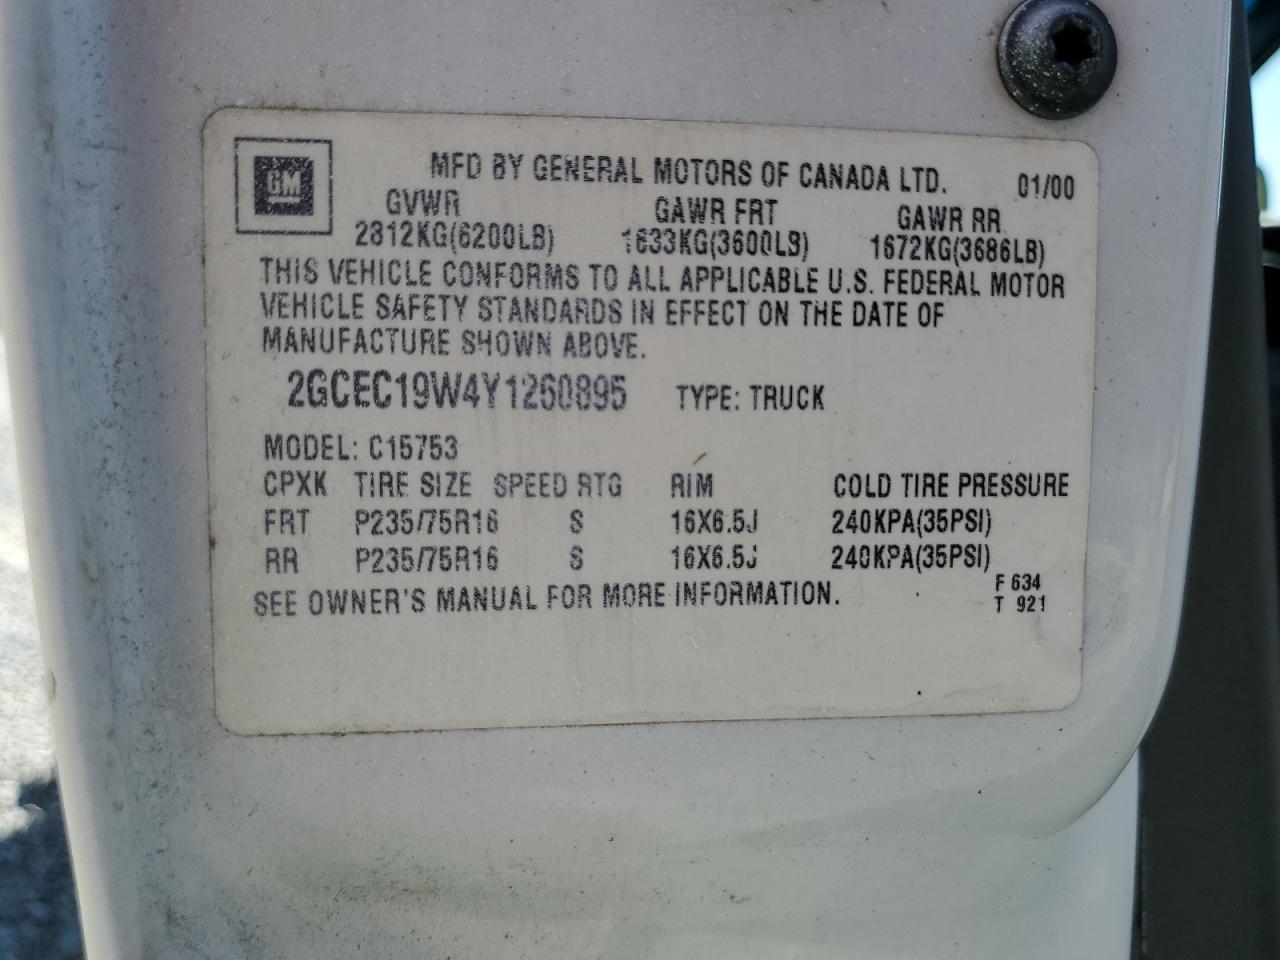 GM
MFD BY GENERAL MOTORS OF CANADA LTD. 01/00
GVWR GAWR FRT GAWR RR
2812KG(6200LB) 1633KG(3600LB) 1672KG(3686LB)
THIS VEHICLE CONFORMS TO ALL APPLICABLE U.S. FEDERAL MOTOR
VEHICLE SAFETY STANDARDS IN EFFECT ON THE DATE OF
MANUFACTURE SHOWN ABOVE.
2GCEC19W4Y1260895 TYPE: TRUCK
MODEL: C15753
CPXK TIRE SIZE SPEED RTG RIM COLD TIRE PRESSURE
FRT P235/75R16 S 16X6.5J 240KPA(35PSI)
RR P235/75R16 S 16X6.5J 240KPA(35PSI)
SEE OWNER'S MANUAL FOR MORE INFORMATION. F 634
T 921